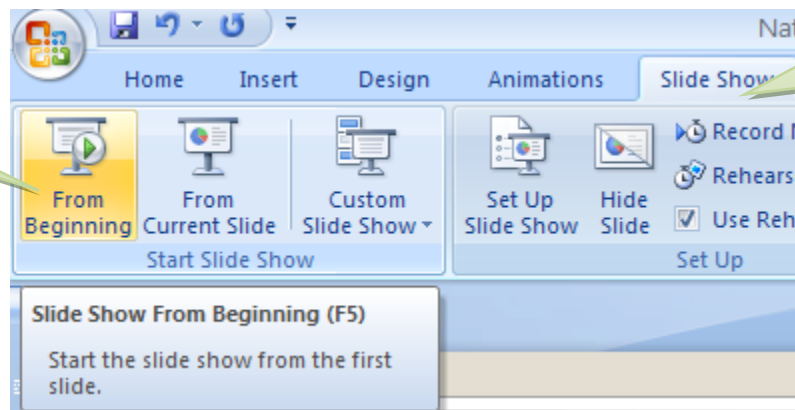 Nat
Home Insert Design Animations Slide Show
From Beginning
From Current Slide
Custom Slide Show
Set Up Slide Show
Hide Slide
Record N
Rehears
Use Reh
Start Slide Show
Set Up
Slide Show From Beginning (F5)
Start the slide show from the first
slide.